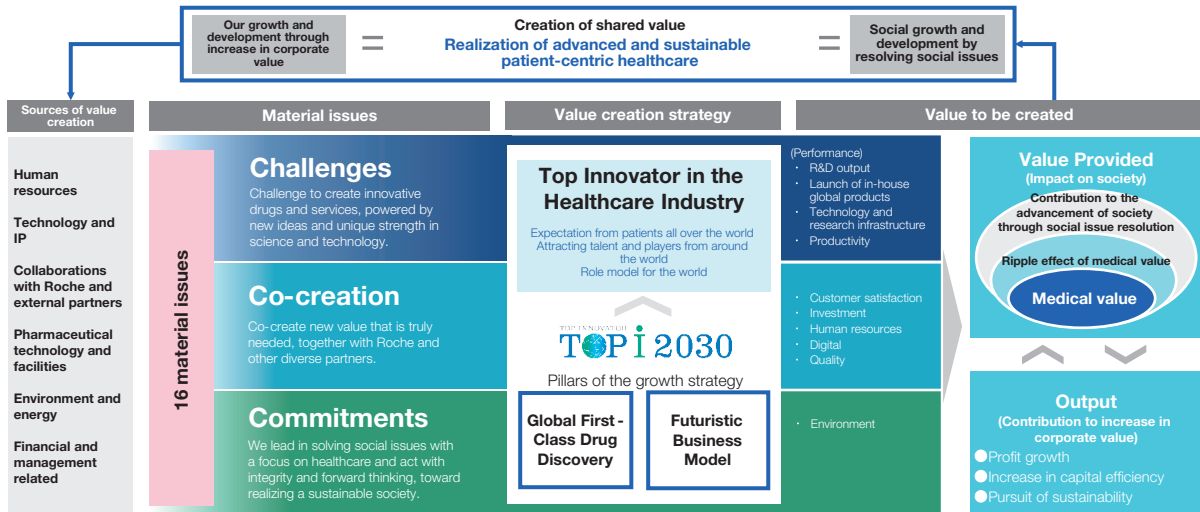 Our growth and
development through
increase in corporate
value
=
Creation of shared value
Realization of advanced and sustainable
patient-centric healthcare
=
Social growth and
development by
resolving social issues
Sources of value
creation
Material issues
Value creation strategy
Value to be created
Human
resources
Technology and
IP
Collaborations
with Roche and
external partners
Pharmaceutical
technology and
facilities
Environment and
energy
Financial and
management
related
16 material issues
Challenges
Challenge to create innovative
drugs and services, powered by
new ideas and unique strength in
science and technology.
Co-creation
Co-create new value that is truly
needed, together with Roche and
other diverse partners.
Commitments
We lead in solving social issues with
a focus on healthcare and act with
integrity and forward thinking, toward
realizing a sustainable society.
Top Innovator in the
Healthcare Industry
Expectation from patients all over the world
Attracting talent and players from around
the world
Role model for the world
TOP INNOVATOR
TOP i 2030
Pillars of the growth strategy
Global First-
Class Drug
Discovery
Futuristic
Business
Model
(Performance)
・ R&D output
・ Launch of in-house
global products
・ Technology and
research infrastructure
・ Productivity
・ Customer satisfaction
・ Investment
・ Human resources
・ Digital
・ Quality
・ Environment
Value Provided
(Impact on society)
Contribution to the
advancement of society
through social issue resolution
Ripple effect of medical value
Medical value
Output
(Contribution to increase in
corporate value)
●Profit growth
●Increase in capital efficiency
●Pursuit of sustainability